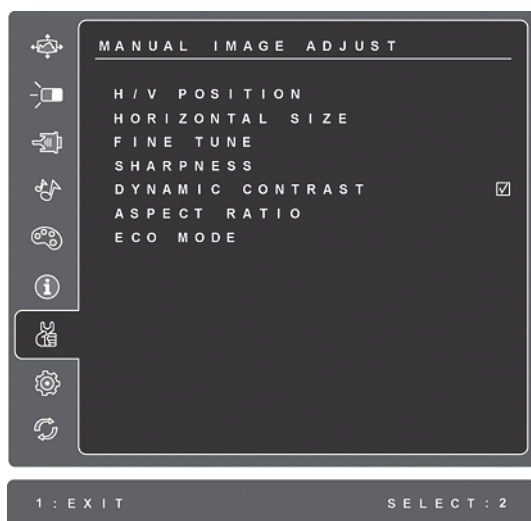 MANUAL IMAGE ADJUST
H/V POSITION
HORIZONTAL SIZE
FINE TUNE
SHARPNESS
DYNAMIC CONTRAST
ASPECT RATIO
ECO MODE
1:EXIT SELECT:2